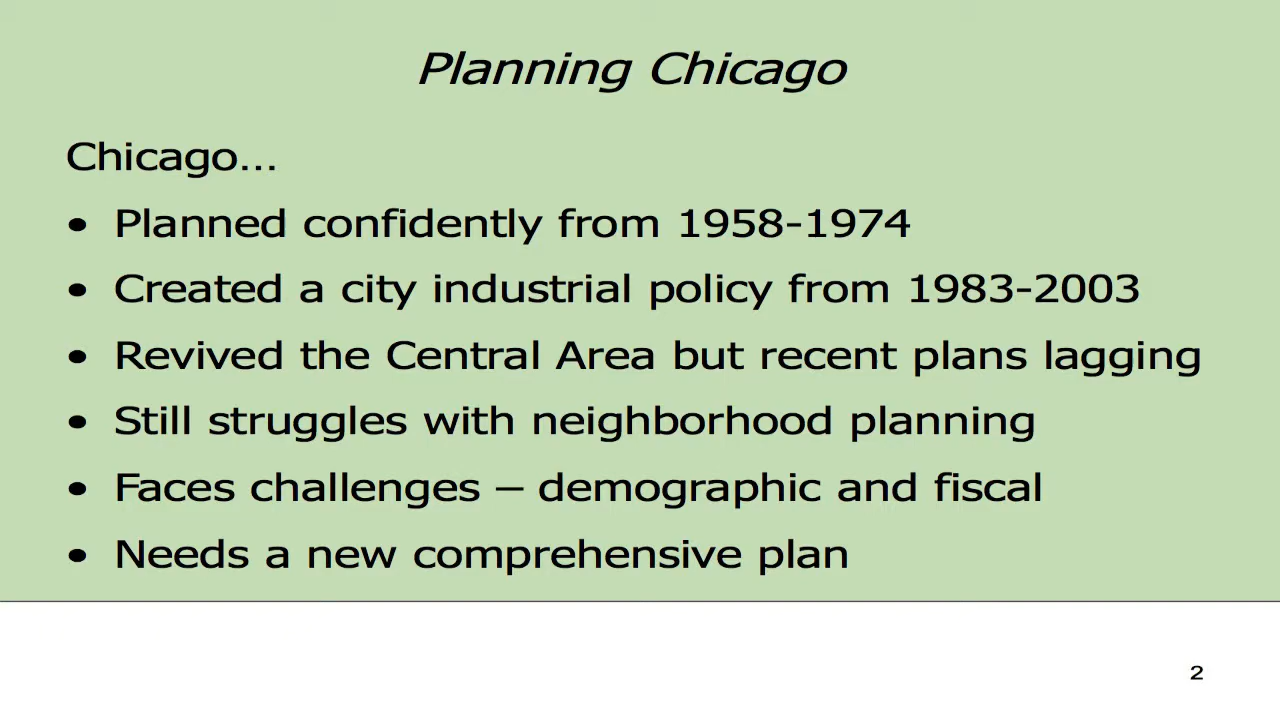 Planning Chicago
Chicago...
• Planned confidently from 1958-1974
• Created a city industrial policy from 1983-2003
• Revived the Central Area but recent plans lagging
• Still struggles with neighborhood planning
• Faces challenges – demographic and fiscal
• Needs a new comprehensive plan
2